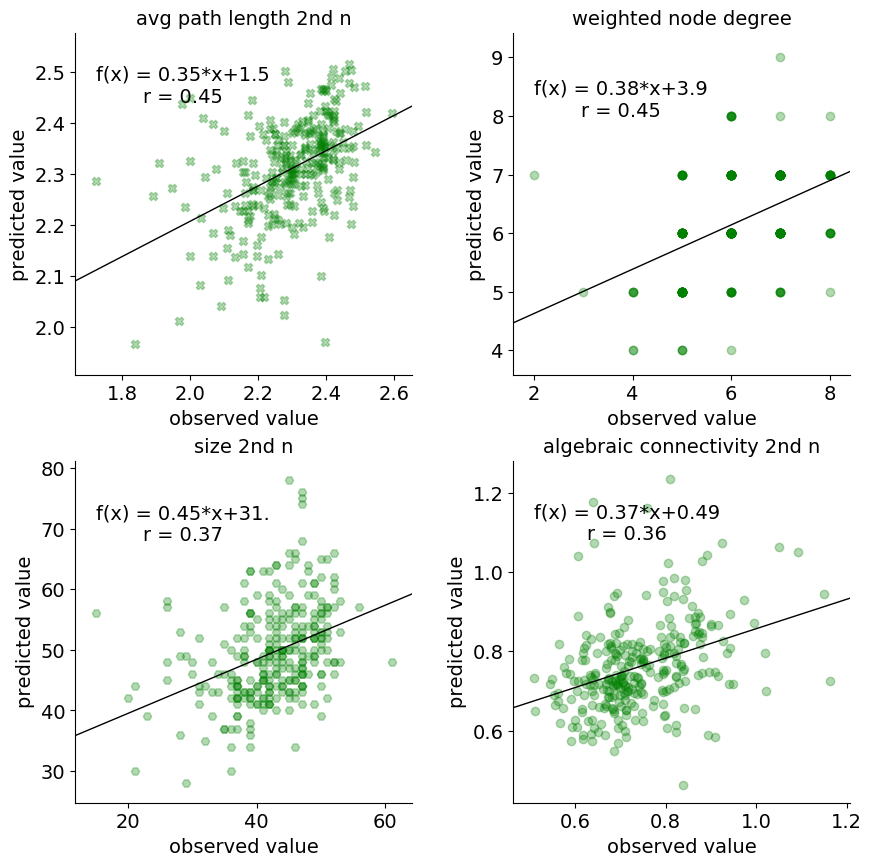 avg path length 2nd n
f(x) = 0.35*x+1.5
r = 0.45
predicted value
2.5
2.4
2.3
2.2
2.1
2.0
1.8
2.0
2.2
2.4
2.6
observed value
weighted node degree
f(x) = 0.38*x+3.9
r = 0.45
predicted value
9
8
7
6
5
4
2
4
6
8
observed value
size 2nd n
f(x) = 0.45*x+31.
r = 0.37
predicted value
80
70
60
50
40
30
20
40
60
observed value
algebraic connectivity 2nd n
f(x) = 0.37*x+0.49
r = 0.36
predicted value
1.2
1.0
0.8
0.6
0.6
0.8
1.0
1.2
observed value